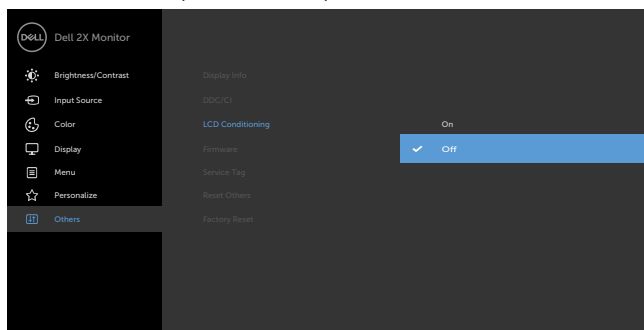 DELL
Dell 2X Monitor
Brightness/Contrast
Input Source
Color
Display
Menu
Personalize
Others
Display Info
DDC/CI
LCD Conditioning
Firmware
Service Tag
Reset Others
Factory Reset
On
Off